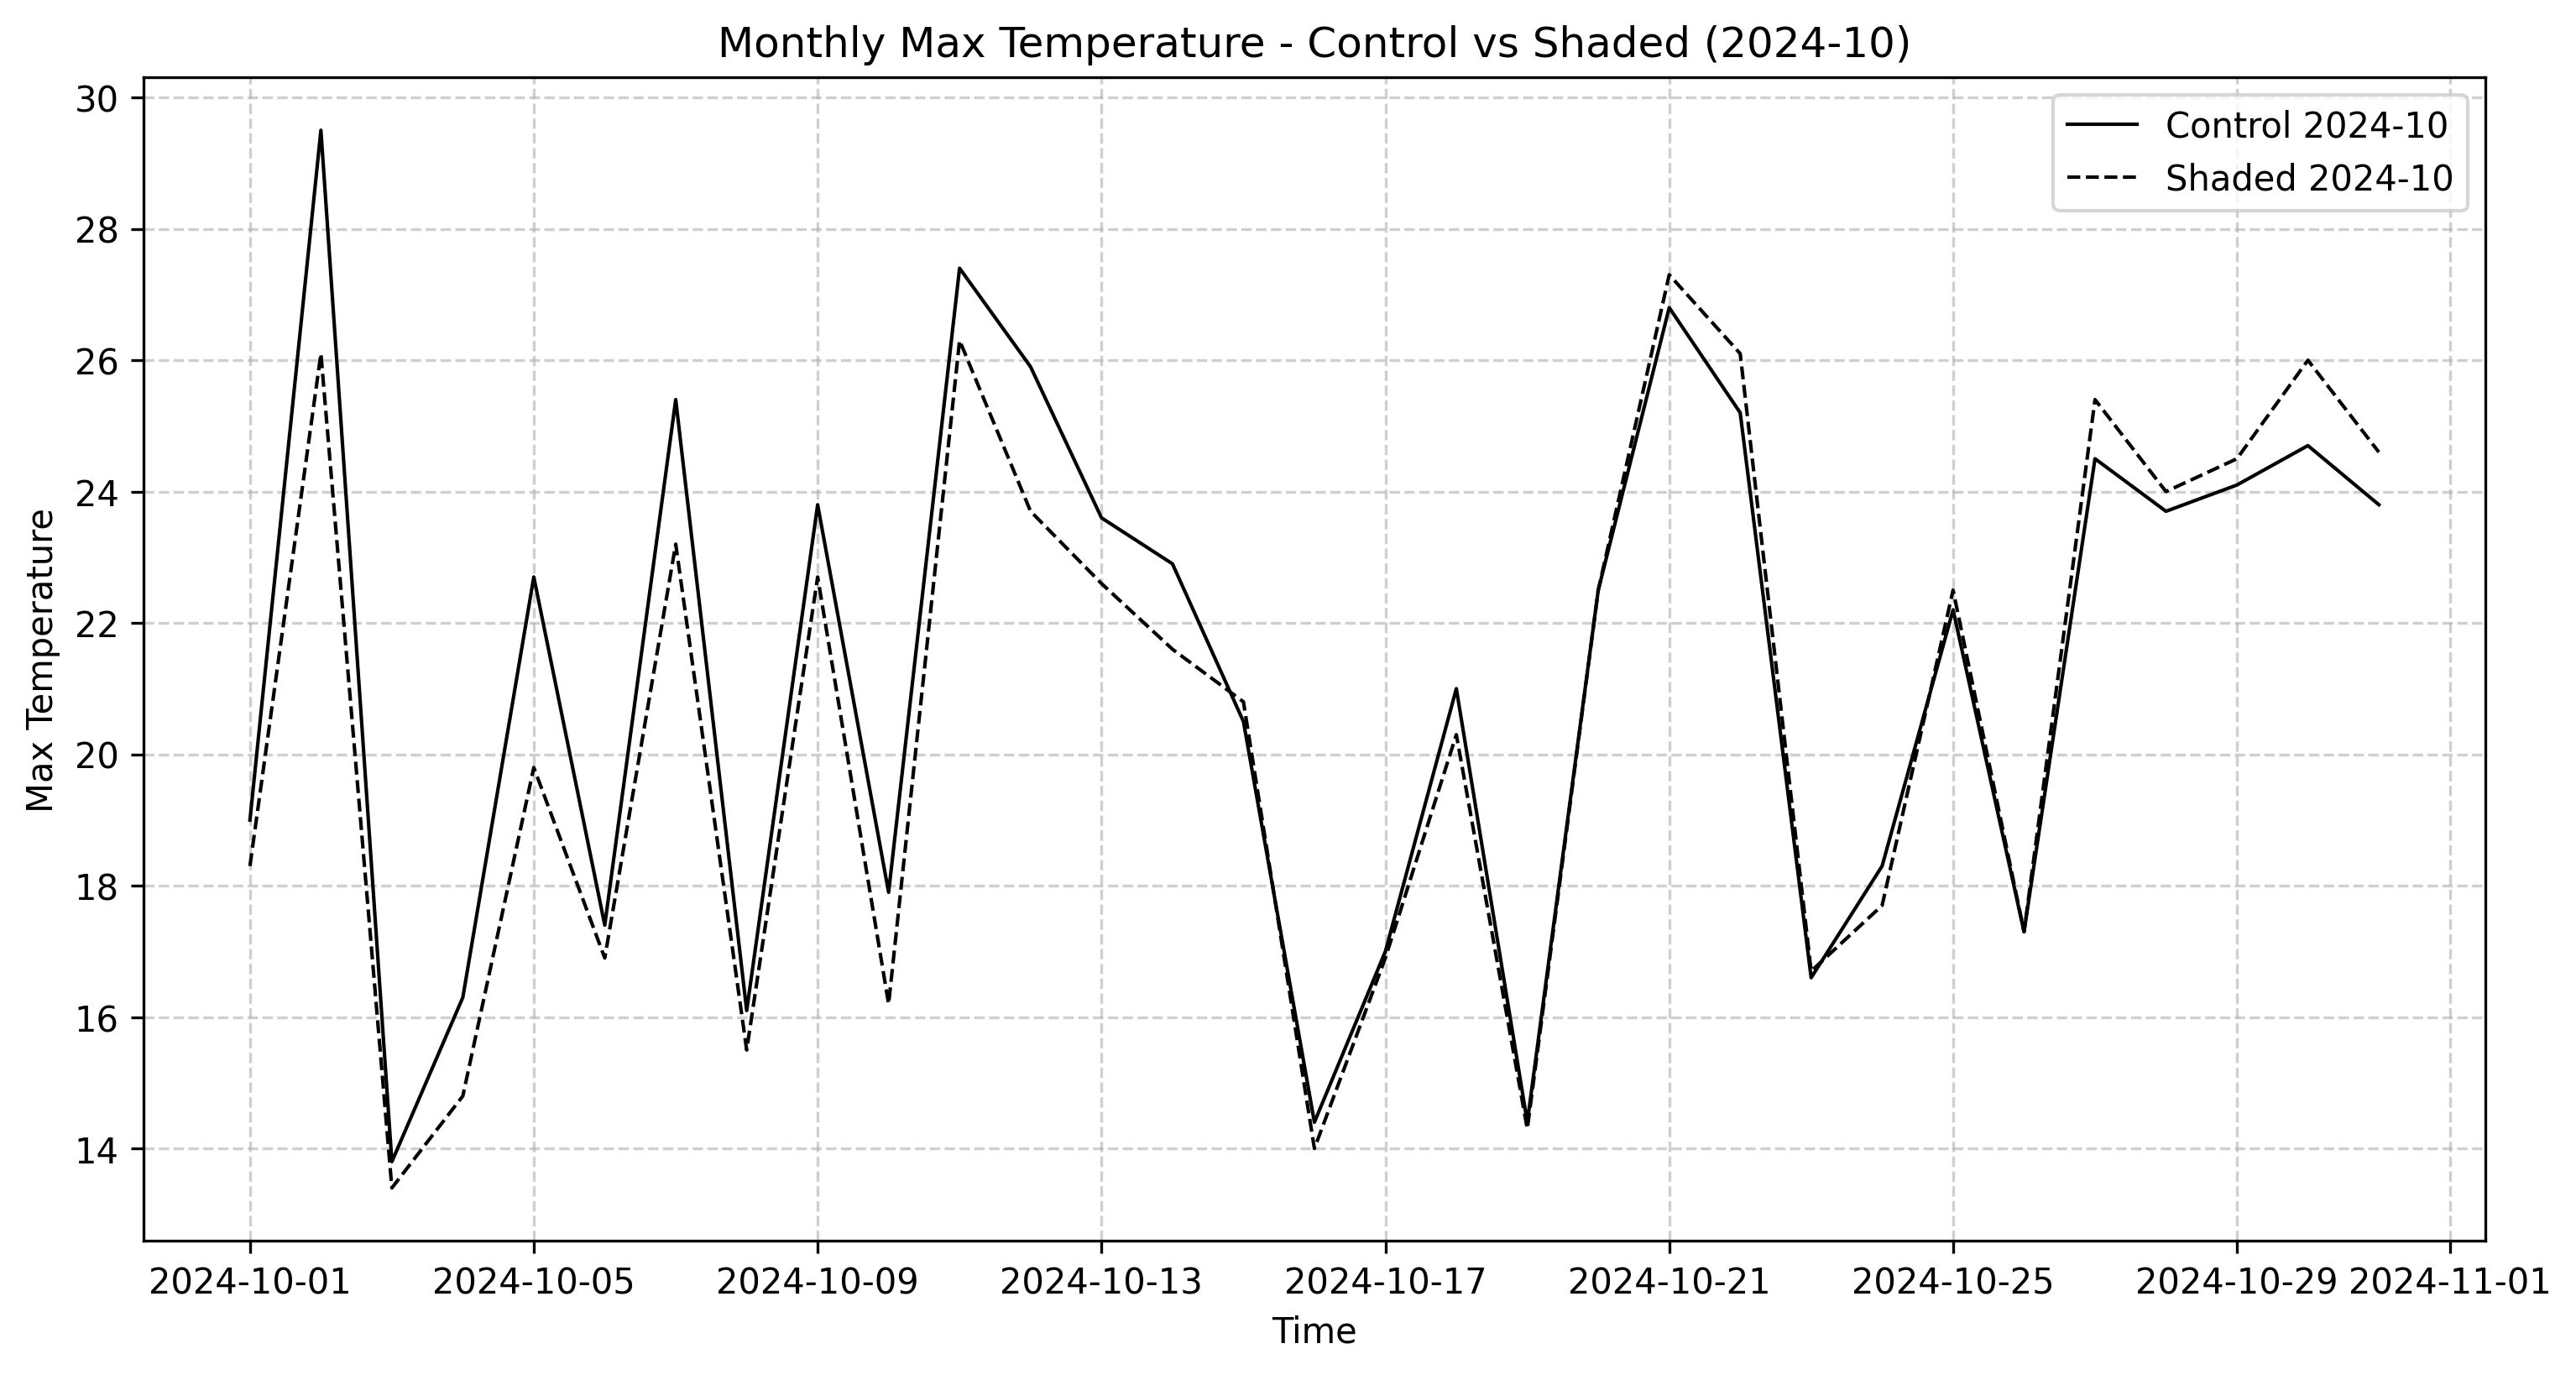 Monthly Max Temperature - Control vs Shaded (2024-10)
Control 2024-10
Shaded 2024-10
30
28
26
24
22
20
18
16
14
Max Temperature
2024-10-01 2024-10-05 2024-10-09 2024-10-13 2024-10-17 2024-10-21 2024-10-25 2024-10-29 2024-11-01
Time